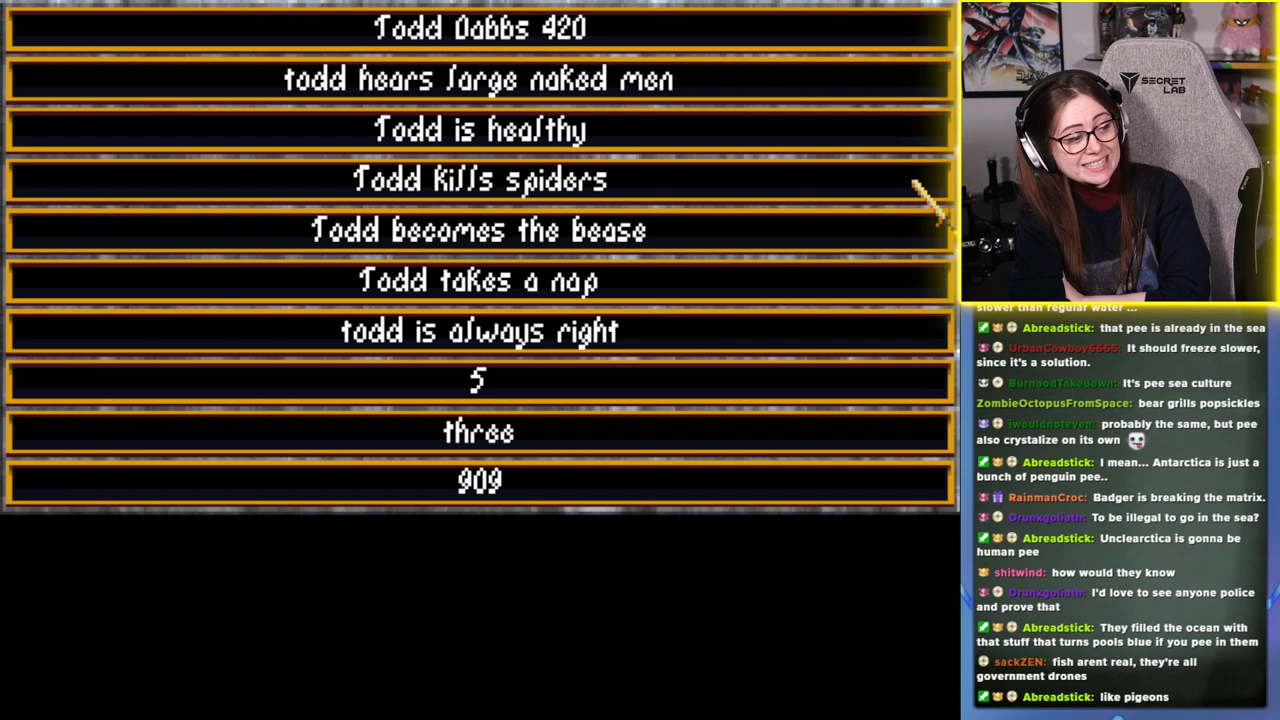 Todd Dabbs 420
todd hears large naked men
Todd is healthy
Todd kills spiders
Todd becomes the bease
Todd takes a nap
todd is always right
5
three
909
SECRET
LAB
slower than regular water ...
Abreadstick: that pee is already in the sea
UrbanCowboy6665: It should freeze slower,
since it's a solution.
BurnoodTakedown: It's pee sea culture
ZombieOctopusFromSpace: bear grills popsickles
iwouldnoteven: probably the same, but pee
also crystalize on its own
Abreadstick: I mean... Antarctica is just a
bunch of penguin pee..
RainmanCroc: Badger is breaking the matrix.
Drunkgoliath: To be illegal to go in the sea?
Abreadstick: Unclearctica is gonna be
human pee
shitwind: how would they know
Drunkgoliath: I'd love to see anyone police
and prove that
Abreadstick: They filled the ocean with
that stuff that turns pools blue if you pee in them
sackZEN: fish arent real, they're all
government drones
Abreadstick: like pigeons